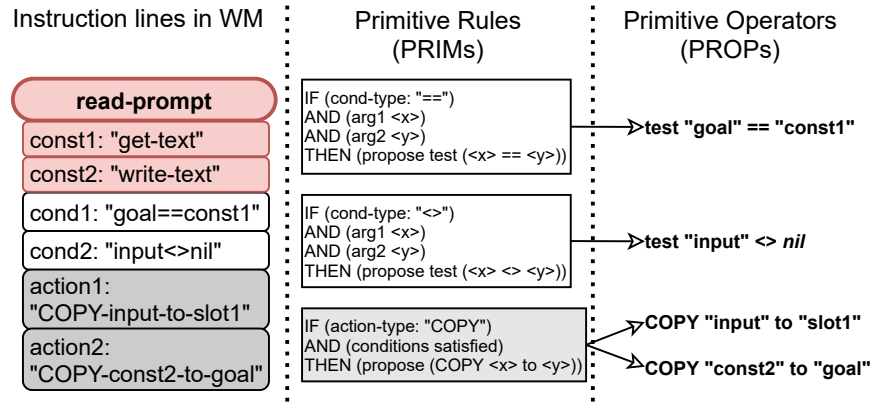 Instruction lines in WM
read-prompt
const1: "get-text"
const2: "write-text"
cond1: "goal==const1"
cond2: "input<>nil"
action1:
"COPY-input-to-slot1"
action2:
"COPY-const2-to-goal"
Primitive Rules
(PRIMs)
IF (cond-type: "==")
AND (arg1 <x>)
AND (arg2 <y>)
THEN (propose test (<x> == <y>))
IF (cond-type: "<>")
AND (arg1 <x>)
AND (arg2 <y>)
THEN (propose test (<x> <> <y>))
IF (action-type: "COPY")
AND (conditions satisfied)
THEN (propose (COPY <x> to <y>))
Primitive Operators
(PROPs)
test "goal" == "const1"
test "input" <> nil
COPY "input" to "slot1"
COPY "const2" to "goal"